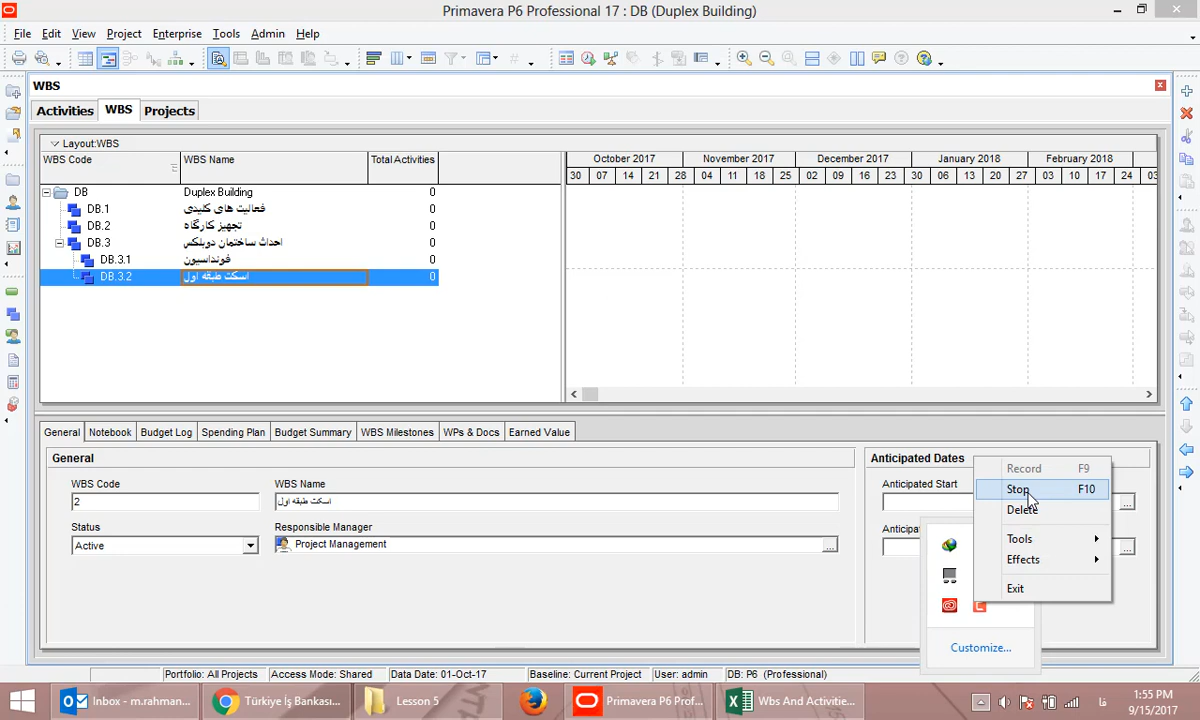 Primavera P6 Professional 17 : DB (Duplex Building)
File Edit View Project Enterprise Tools Admin Help
WBS
Activities WBS Projects
Layout:WBS
WBS Code WBS Name Total Activities
October 2017 November 2017 December 2017 January 2018 February 2018
30 07 14 21 28 04 11 18 25 02 09 16 23 30 06 13 20 27 03 10 17 24 03
DB Duplex Building 0
DB.1 فعالیت های کلیدی 0
DB.2 تجهیز کارگاه 0
DB.3 احداث ساختمان دوبلکس 0
DB.3.1 فونداسیون 0
DB.3.2 اسکت طبقه اول 0
General Notebook Budget Log Spending Plan Budget Summary WBS Milestones WPs & Docs Earned Value
General
Anticipated Dates
WBS Code WBS Name
Anticipated Start
2 اسکت طبقه اول
Status Responsible Manager
Anticipa
Active Project Management
Record F9
Stop F10
Delete
Tools
Effects
Exit
Customize...
Portfolio: All Projects Access Mode: Shared Data Date: 01-Oct-17 Baseline: Current Project User: admin DB: P6 (Professional)
Inbox - m.rahman... Türkiye İş Bankası... Lesson 5 Primavera P6 Prof... Wbs And Activitie...
فا
1:55 PM
9/15/2017